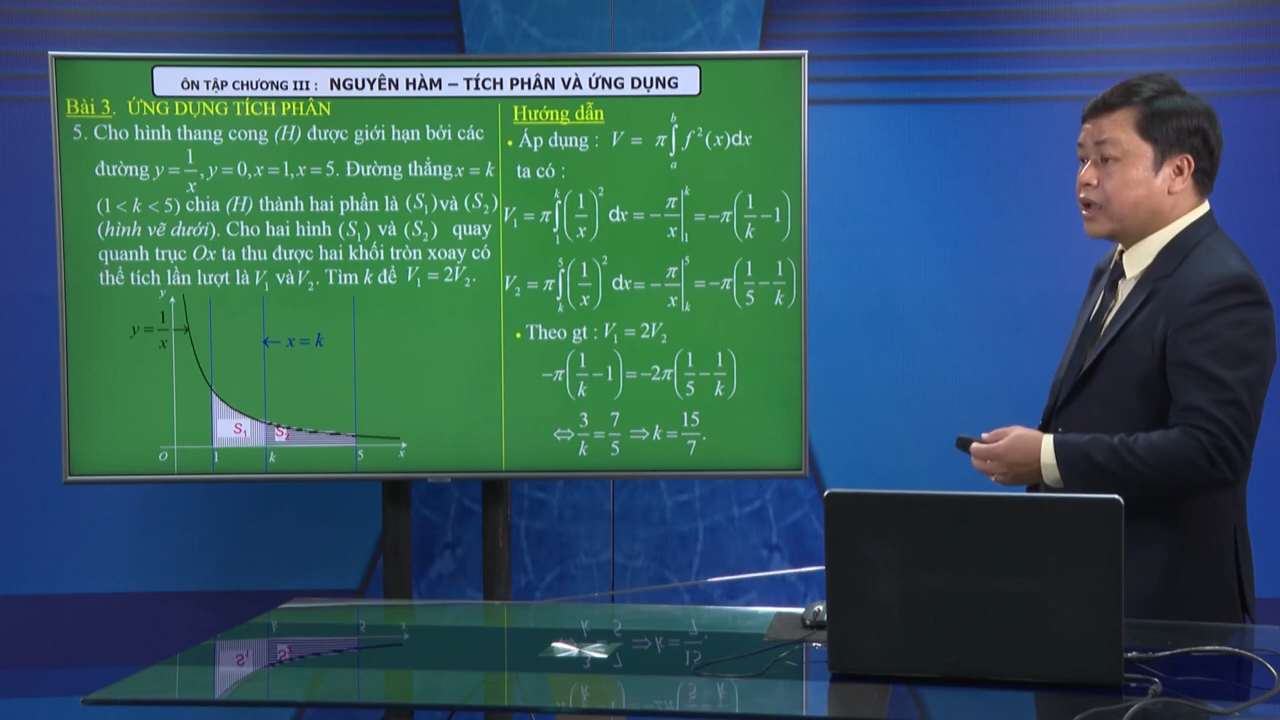 ÔN TẬP CHƯƠNG III : NGUYÊN HÀM – TÍCH PHÂN VÀ ỨNG DỤNG
Bài 3. ỨNG DỤNG TÍCH PHÂN
5. Cho hình thang cong (H) được giới hạn bởi các
đường y = 1/x, y = 0, x = 1, x = 5. Đường thẳng x = k
(1 < k < 5) chia (H) thành hai phần là (S₁) và (S₂)
(hình vẽ dưới). Cho hai hình (S₁) và (S₂) quay
quanh trục Ox ta thu được hai khối tròn xoay có
thể tích lần lượt là V₁ và V₂. Tìm k để V₁ = 2V₂.
y
y = 1/x
← x = k
S₁ S₂
O 1 k 5 x
Hướng dẫn
• Áp dụng : V = π∫ₐᵇ f²(x)dx
ta có :
V₁ = π∫₁ᵏ (1/x)² dx = −π/x |₁ᵏ = −π(1/k − 1)
V₂ = π∫ₖ⁵ (1/x)² dx = −π/x |ₖ⁵ = −π(1/5 − 1/k)
• Theo gt : V₁ = 2V₂
−π(1/k − 1) = −2π(1/5 − 1/k)
⇔ 3/k = 7/5 ⇒ k = 15/7.